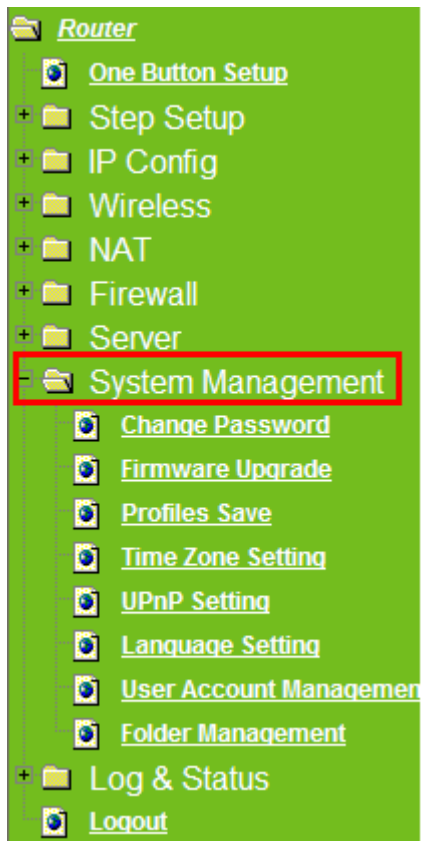 Router
One Button Setup
Step Setup
IP Config
Wireless
NAT
Firewall
Server
System Management
Change Password
Firmware Upgrade
Profiles Save
Time Zone Setting
UPnP Setting
Language Setting
User Account Managemen
Folder Management
Log & Status
Logout